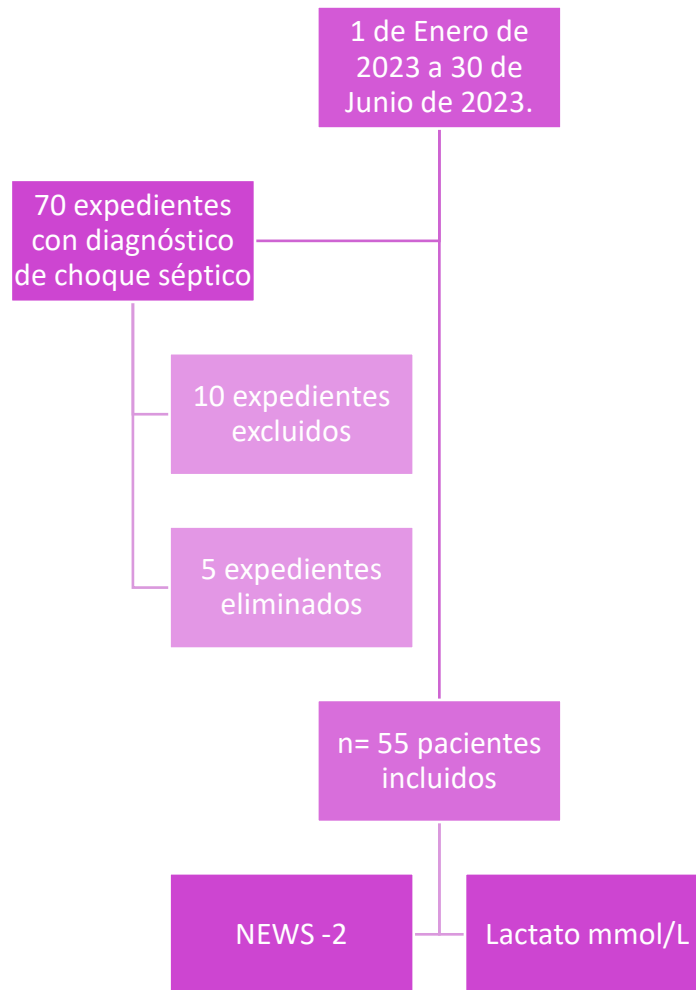 1 de Enero de
2023 a 30 de
Junio de 2023.
70 expedientes
con diagnóstico
de choque séptico
10 expedientes
excluidos
5 expedientes
eliminados
n= 55 pacientes
incluidos
NEWS -2
Lactato mmol/L